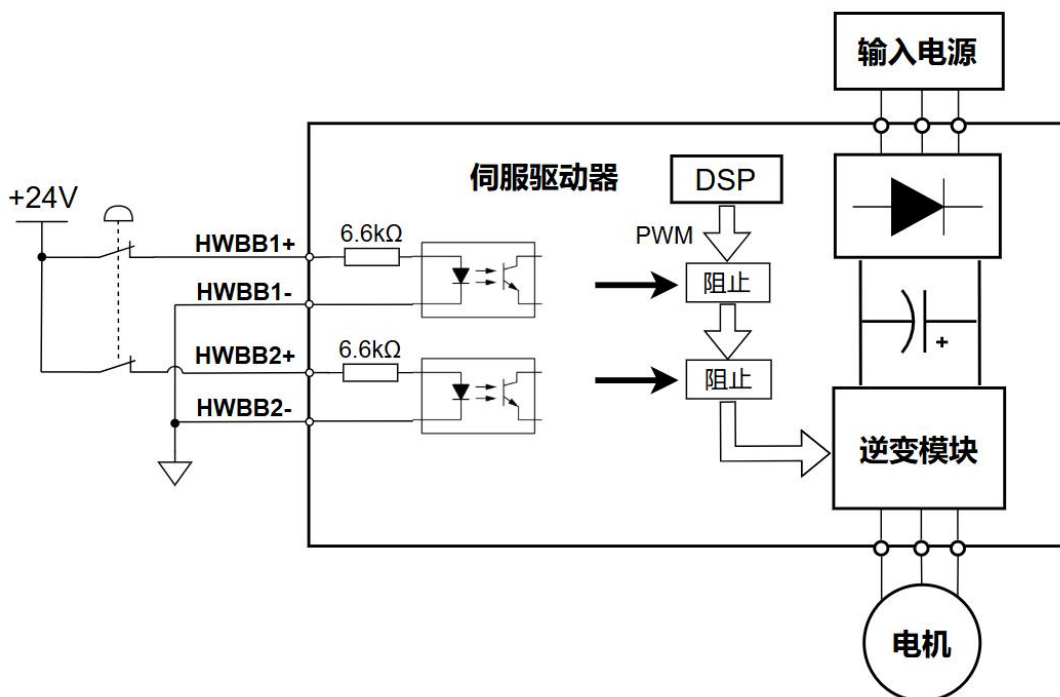 输入电源
伺服驱动器
DSP
+24V
PWM
HWBB1+
6.6kΩ
阻止
HWBB1-
+
HWBB2+
6.6kΩ
阻止
HWBB2-
逆变模块
电机